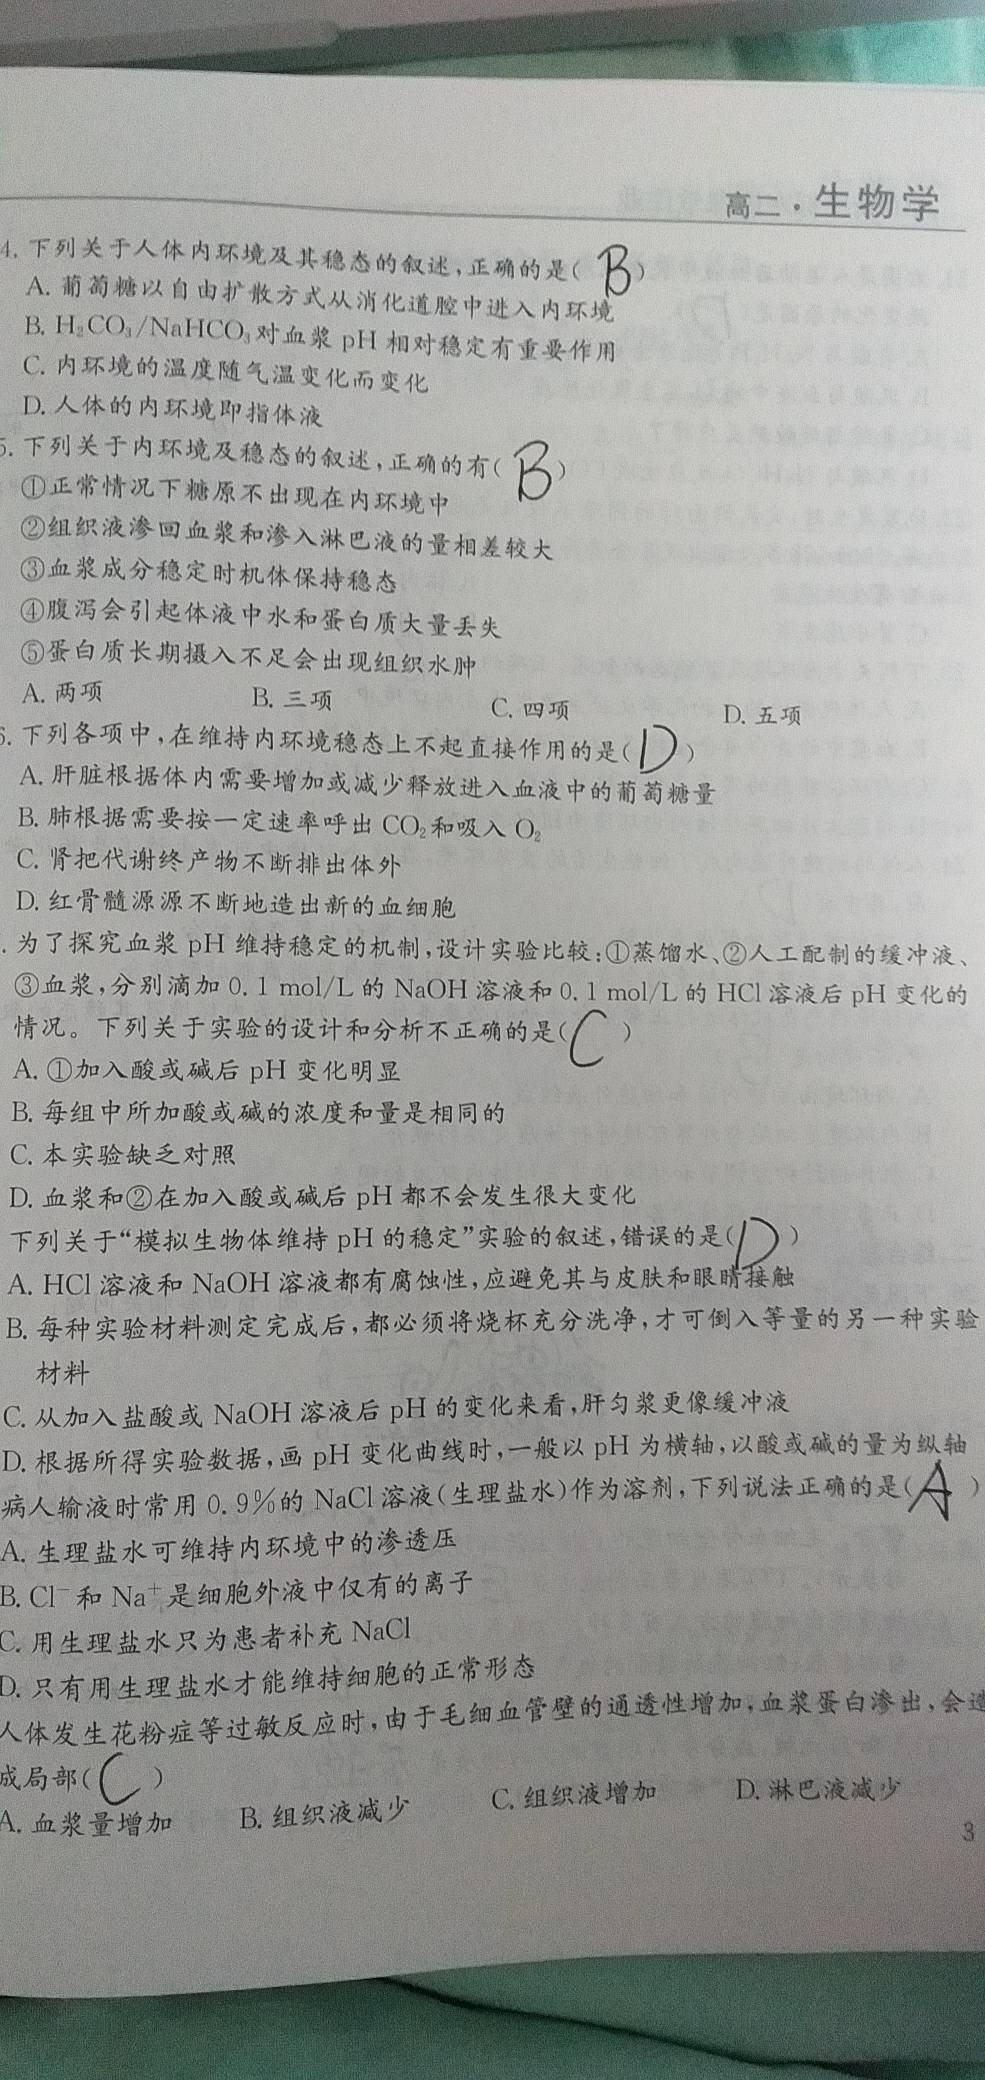 高二·生物学
4. 下列关于人体内环境及其稳态的叙述,正确的是( B )
A. 葡萄糖以自由扩散方式从消化道腔中进入内环境
B. H₂CO₃/NaHCO₃对血浆 pH 相对稳定有重要作用
C. 内环境的温度随气温变化而变化
D. 人体的内环境即指体液
5. 下列关于内环境及稳态的叙述,正确的有( B )
①正常情况下糖原不出现在内环境中
②组织液渗回血浆和渗入淋巴液的量相差较大
③血浆成分稳定时机体保持稳态
④腹泻会引起体液中水和蛋白质大量丢失
⑤蛋白质长期摄入不足会出现组织水肿
A. 两项 B. 三项 C. 四项 D. 五项
6. 下列各项中,在维持内环境稳态上不起直接作用的是( D )
A. 肝脏根据体内需要增加或减少释放进入血液中的葡萄糖量
B. 肺根据需要按一定速率呼出 CO₂和吸入 O₂
C. 肾把代谢终产物不断排出体外
D. 红骨髓源源不断地造出新的血细胞
. 为了探究血浆 pH 维持稳定的机制,设计实验比较:①蒸馏水、②人工配制的缓冲液、
③血浆,分别滴加 0.1 mol/L 的 NaOH 溶液和 0.1 mol/L 的 HCl 溶液后 pH 变化的
情况。下列关于实验的设计和分析不正确的是( C )
A. ①加入酸或碱后 pH 变化明显
B. 每组中所加酸或碱的浓度和量是相同的
C. 本实验缺乏对照
D. 血浆和②在加入酸或碱后 pH 都不会发生很大变化
下列关于“模拟生物体维持 pH 的稳定”实验的叙述,错误的是( D )
A. HCl 溶液和 NaOH 溶液都有腐蚀性,应避免其与皮肤和眼睛接触
B. 每种实验材料测定完成后,都必须将烧杯充分洗净,才可倒入等量的另一种实验
材料
C. 从加入盐酸或 NaOH 溶液后 pH 的变化来看,肝匀浆更像缓冲液
D. 根据所得实验数据,画 pH 变化曲线时,一般以 pH 为横轴,以酸或碱的量为纵轴
病人输液时常用 0.9%的 NaCl 溶液(生理盐水)作为溶剂,下列说法正确的是( A )
A. 生理盐水可维持内环境中的渗透压
B. Cl⁻ 和 Na⁺ 是细胞外液中仅有的离子
C. 用生理盐水只为患者补充 NaCl
D. 只有用生理盐水才能维持细胞的正常形态
人体发生花粉症等过敏反应时,由于毛细血管壁的通透性增加,血浆蛋白渗出,会造
成局部( C )
A. 血浆量增加 B. 组织液减少 C. 组织液增加 D. 淋巴液减少
3